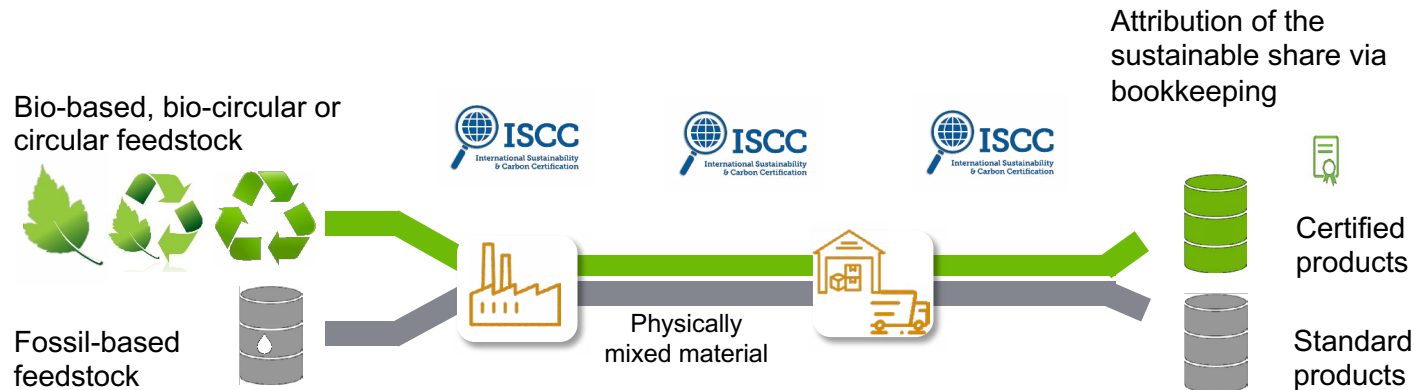 Attribution of the
sustainable share via
bookkeeping
Bio-based, bio-circular or
circular feedstock
ISCC
International Sustainability
& Carbon Certification
ISCC
International Sustainability
& Carbon Certification
ISCC
International Sustainability
& Carbon Certification
Certified
products
Physically
mixed material
Fossil-based
feedstock
Standard
products